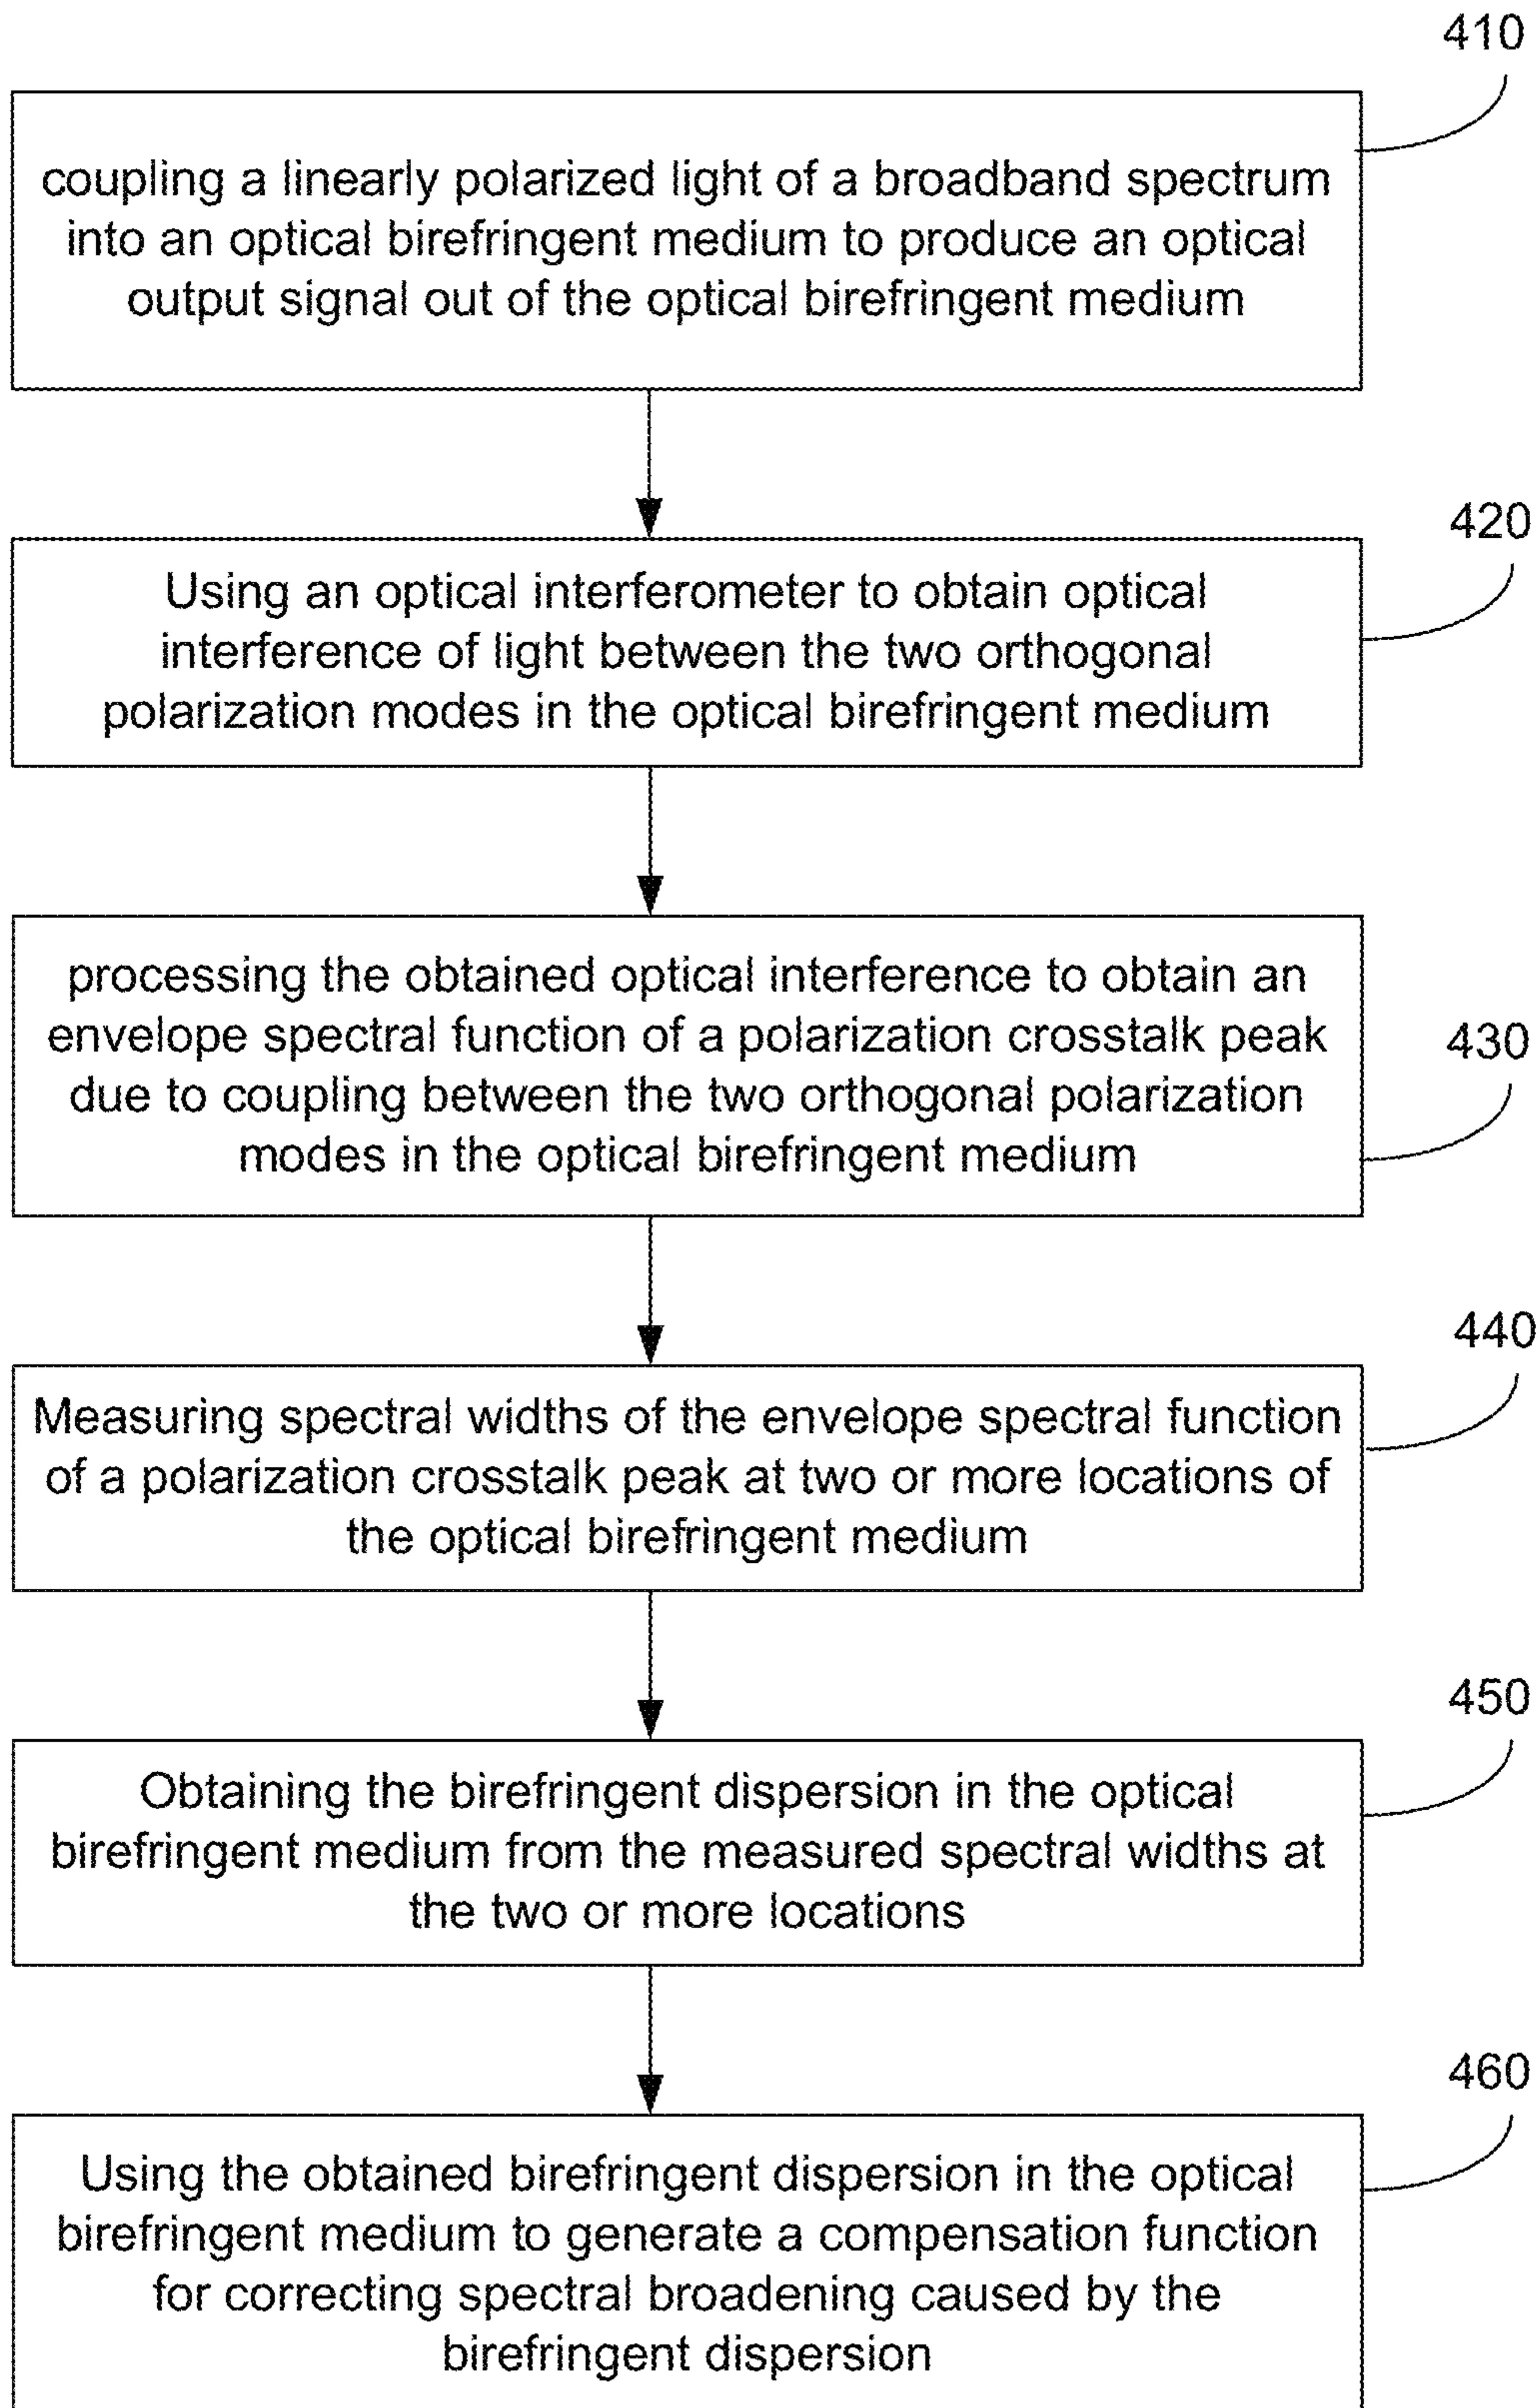 410
coupling a linearly polarized light of a broadband spectrum
into an optical birefringent medium to produce an optical
output signal out of the optical birefringent medium
420
Using an optical interferometer to obtain optical
interference of light between the two orthogonal
polarization modes in the optical birefringent medium
430
processing the obtained optical interference to obtain an
envelope spectral function of a polarization crosstalk peak
due to coupling between the two orthogonal polarization
modes in the optical birefringent medium
440
Measuring spectral widths of the envelope spectral function
of a polarization crosstalk peak at two or more locations of
the optical birefringent medium
450
Obtaining the birefringent dispersion in the optical
birefringent medium from the measured spectral widths at
the two or more locations
460
Using the obtained birefringent dispersion in the optical
birefringent medium to generate a compensation function
for correcting spectral broadening caused by the
birefringent dispersion